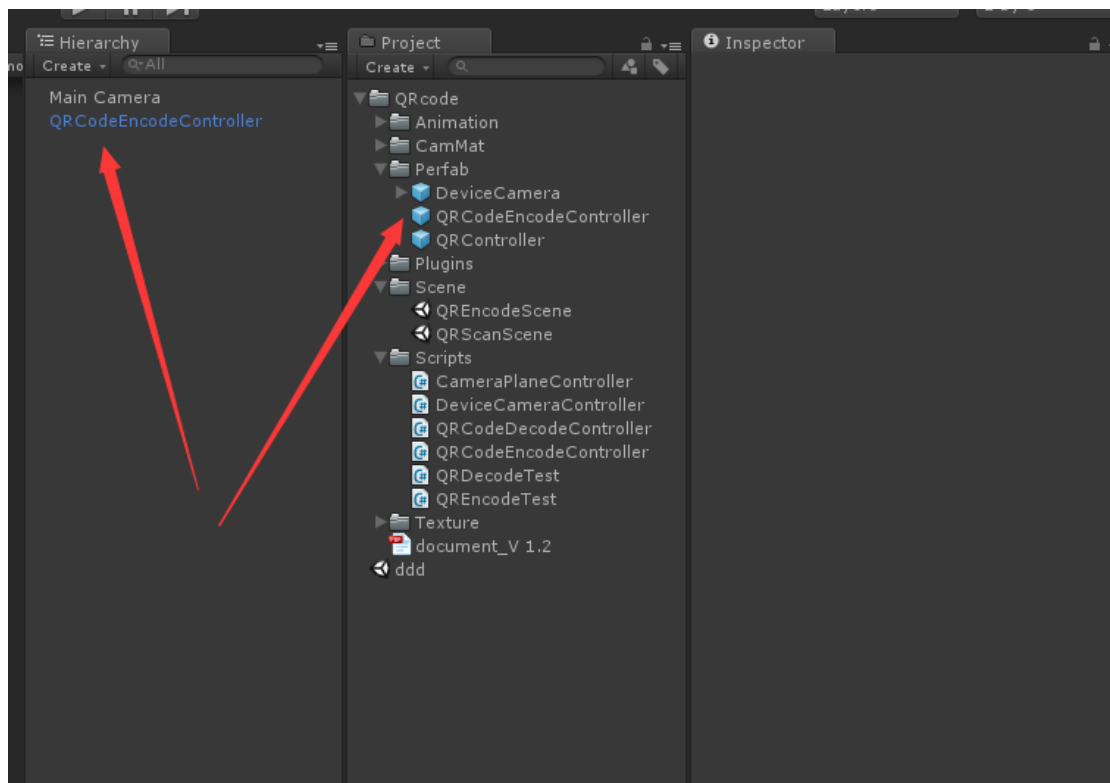 Hierarchy
Create
All
Main Camera
QRCodeEncodeController
Project
Create
QRcode
Animation
CamMat
Perfab
DeviceCamera
QRCodeEncodeController
QRController
Plugins
Scene
QREncodeScene
QRScanScene
Scripts
CameraPlaneController
DeviceCameraController
QRCodeDecodeController
QRCodeEncodeController
QRDecodeTest
QREncodeTest
Texture
document_V 1.2
ddd
Inspector